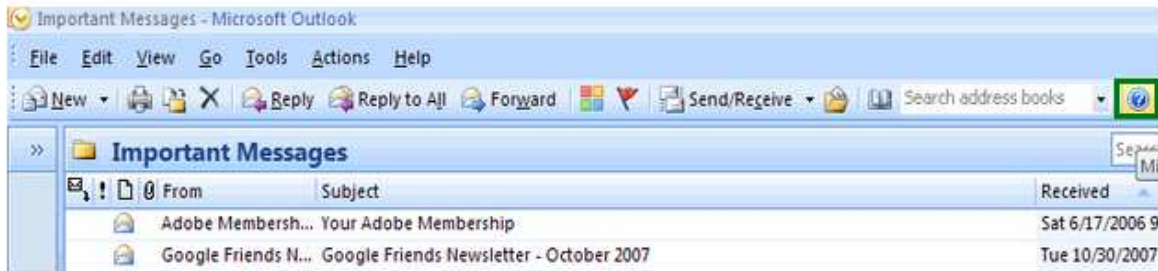 Important Messages - Microsoft Outlook
File Edit View Go Tools Actions Help
New Reply Reply to All Forward Send/Receive Search address books
» Important Messages
! From Subject Received
Adobe Membersh... Your Adobe Membership Sat 6/17/2006 9
Google Friends N... Google Friends Newsletter - October 2007 Tue 10/30/2007